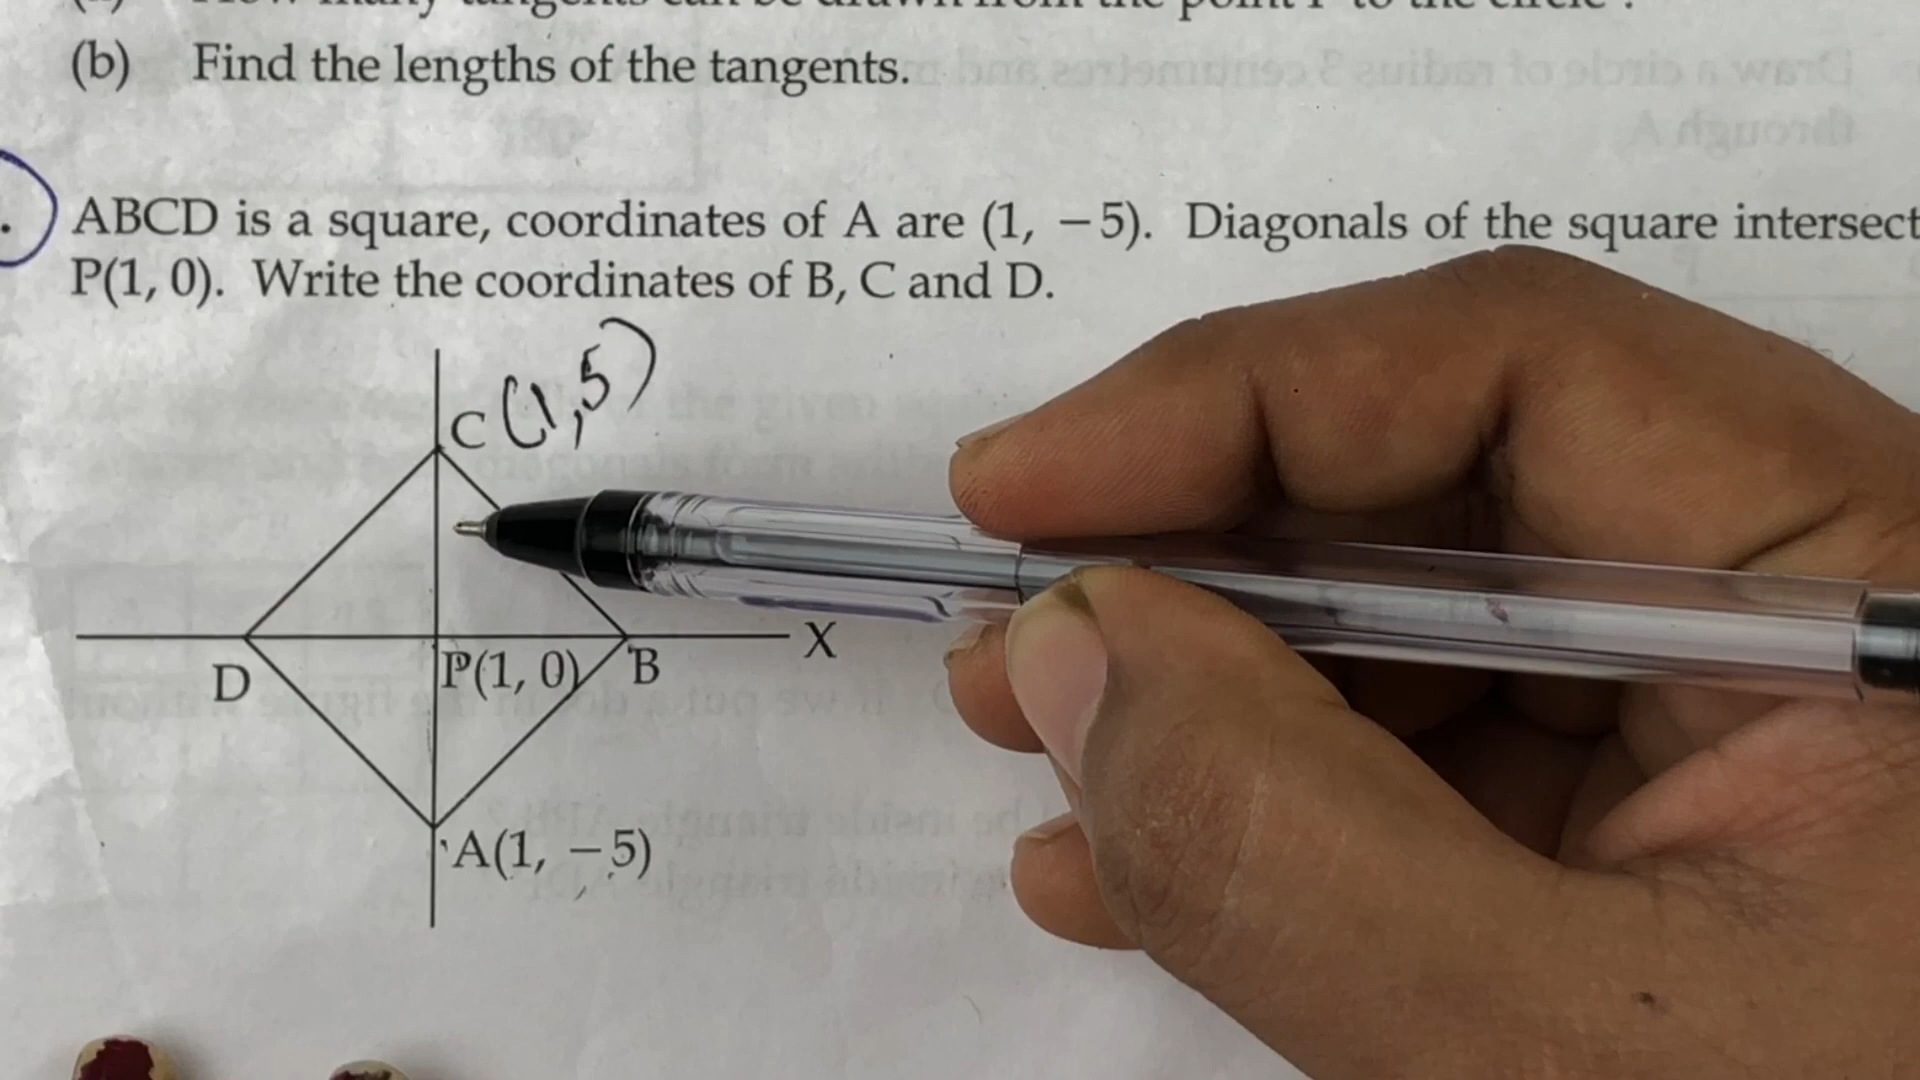 (b) Find the lengths of the tangents.
ABCD is a square, coordinates of A are (1, −5). Diagonals of the square intersect
P(1, 0). Write the coordinates of B, C and D.
C (1,5)
X
D
P(1, 0)
B
A(1, −5)